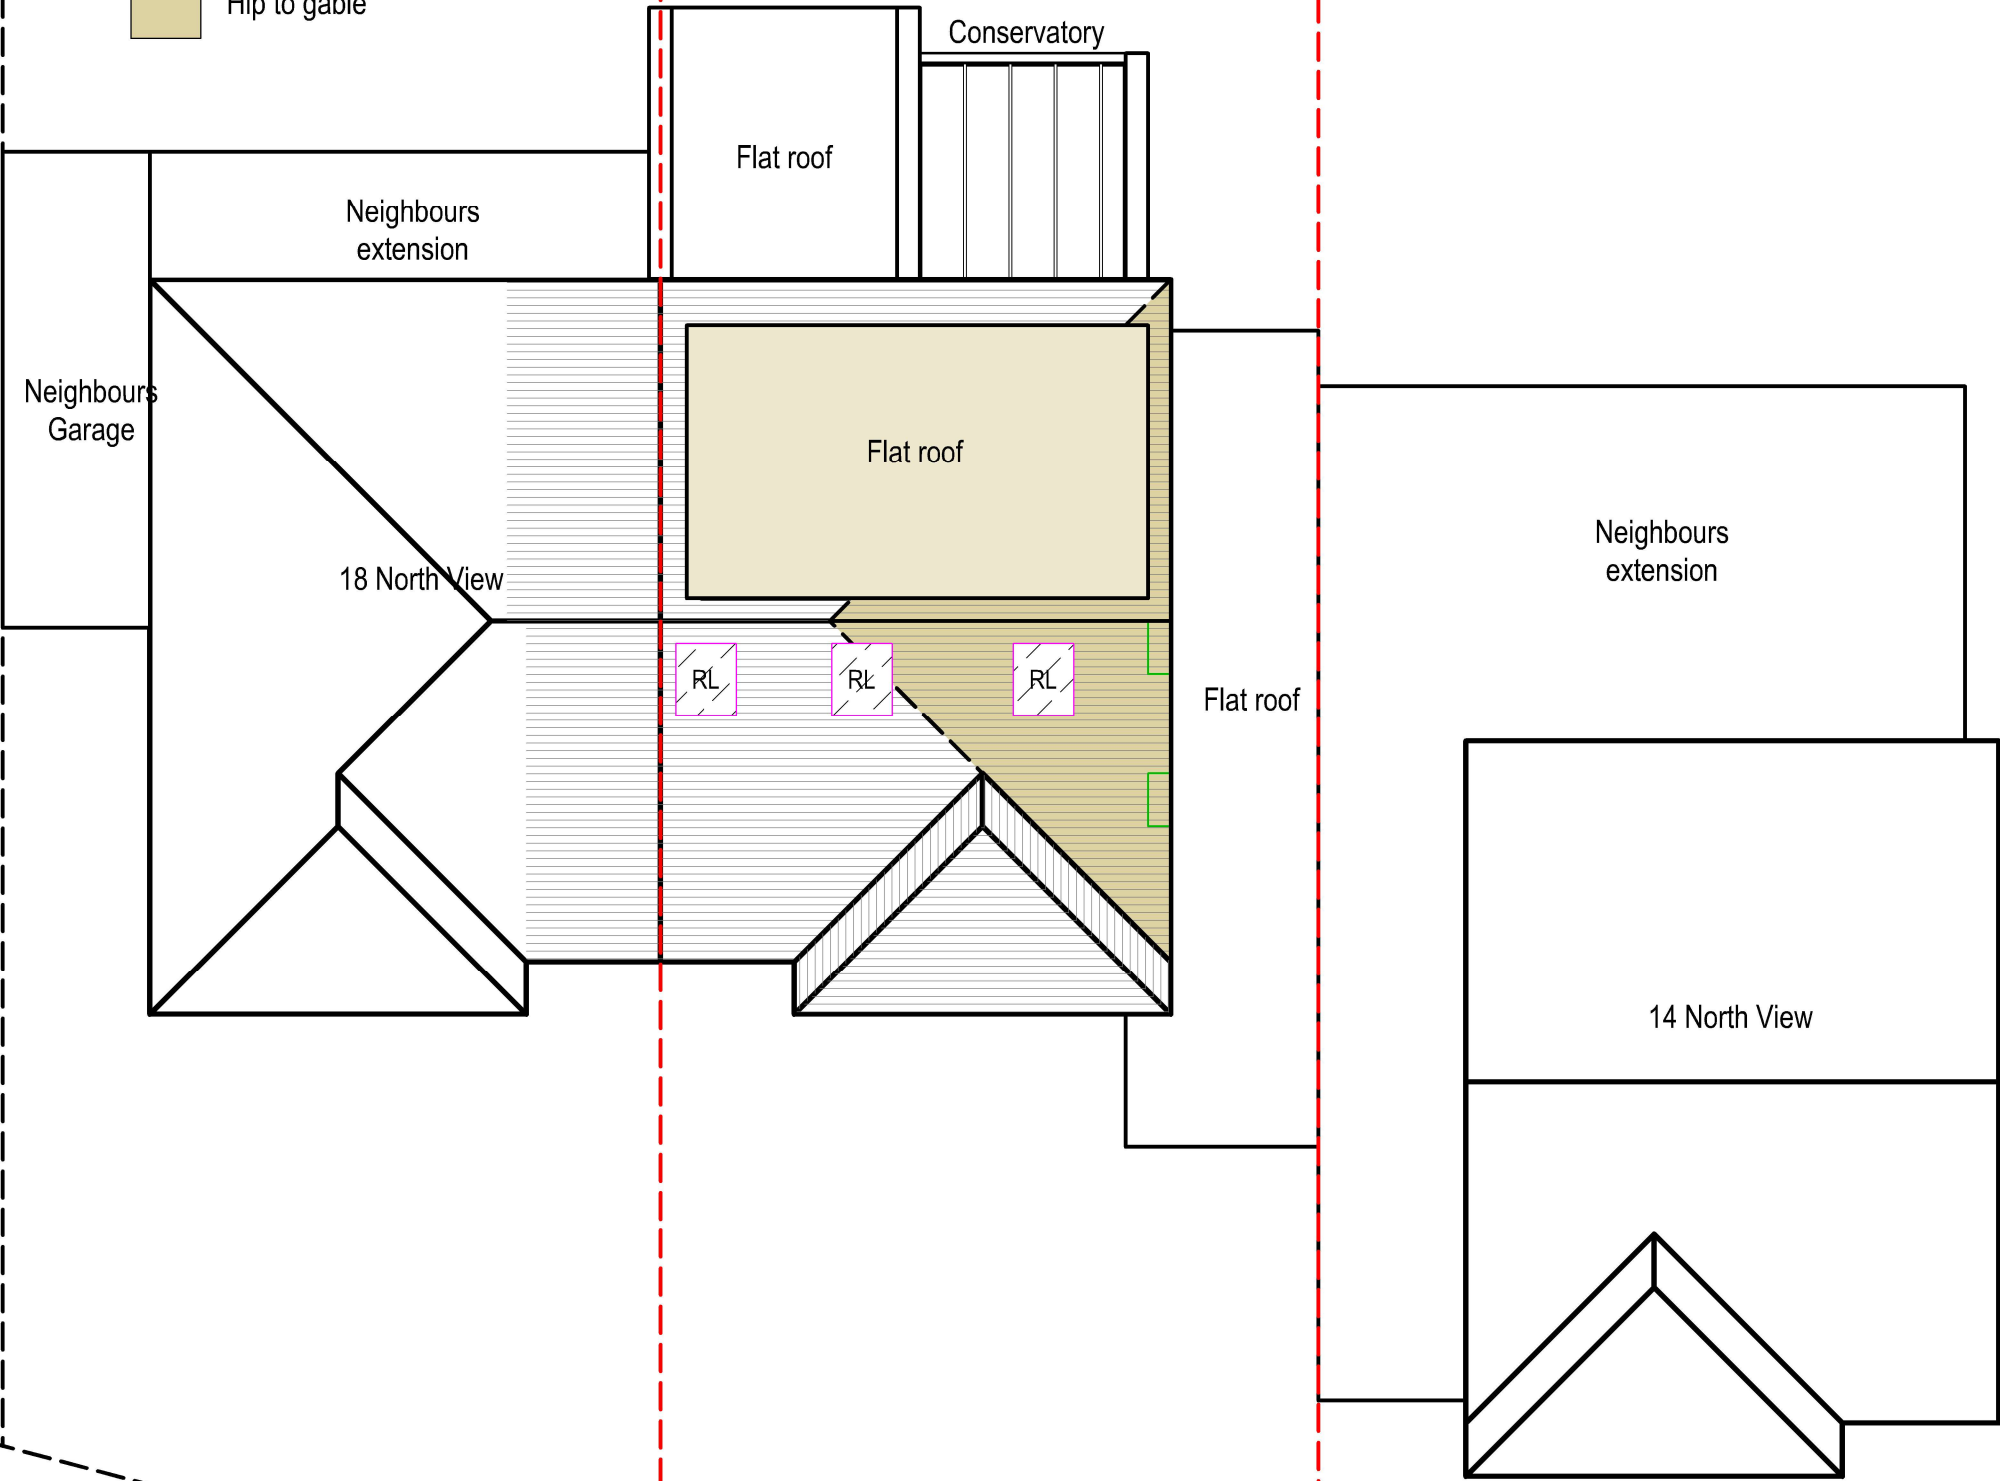 Hip to gable
Conservatory
Flat roof
Neighbours
extension
Neighbours
Garage
Flat roof
Neighbours
extension
18 North View
RL
RL
RL
Flat roof
14 North View